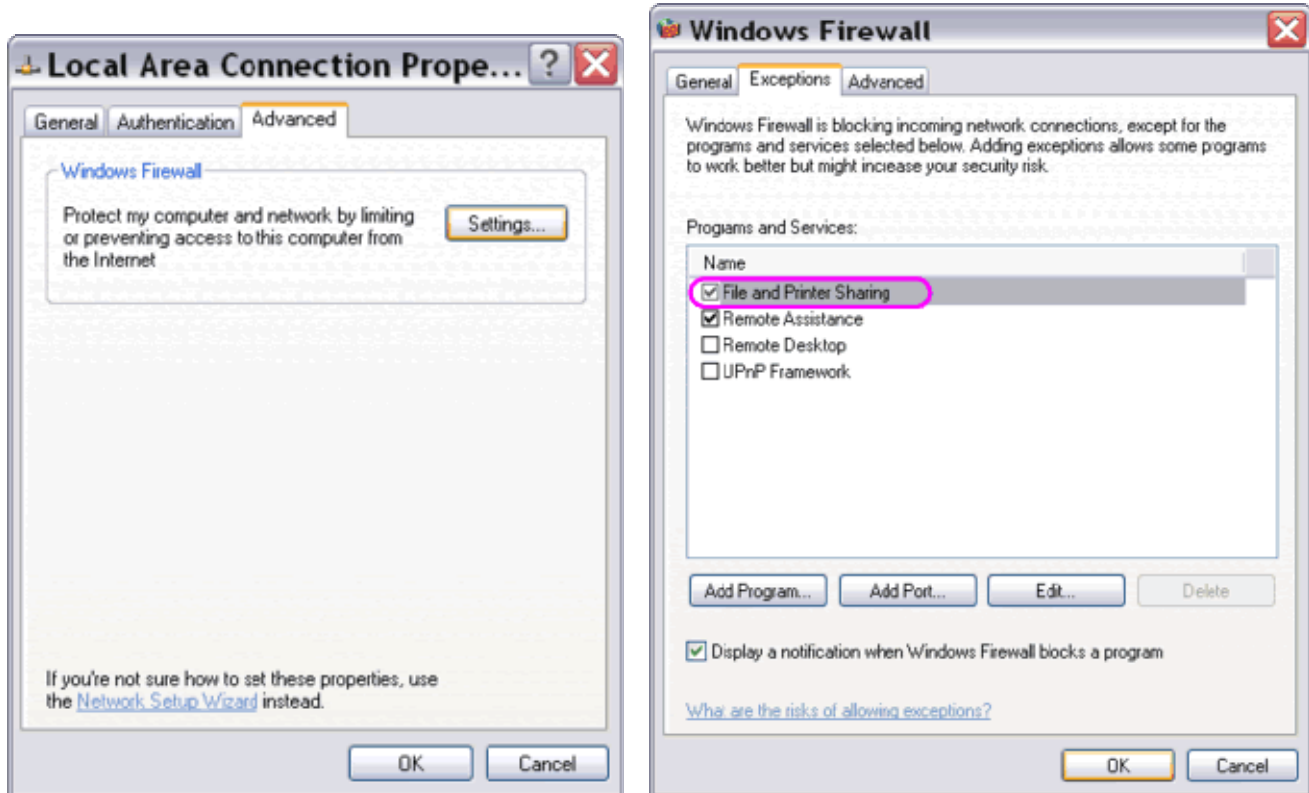 Local Area Connection Prope...
General
Authentication
Advanced
Windows Firewall
Protect my computer and network by limiting
or preventing access to this computer from
the Internet
Settings...
If you're not sure how to set these properties, use
the Network Setup Wizard instead.
OK
Cancel
Windows Firewall
General
Exceptions
Advanced
Windows Firewall is blocking incoming network connections, except for the
programs and services selected below. Adding exceptions allows some programs
to work better but might increase your security risk.
Programs and Services:
Name
File and Printer Sharing
Remote Assistance
Remote Desktop
UPnP Framework
Add Program...
Add Port...
Edit...
Delete
Display a notification when Windows Firewall blocks a program
What are the risks of allowing exceptions?
OK
Cancel